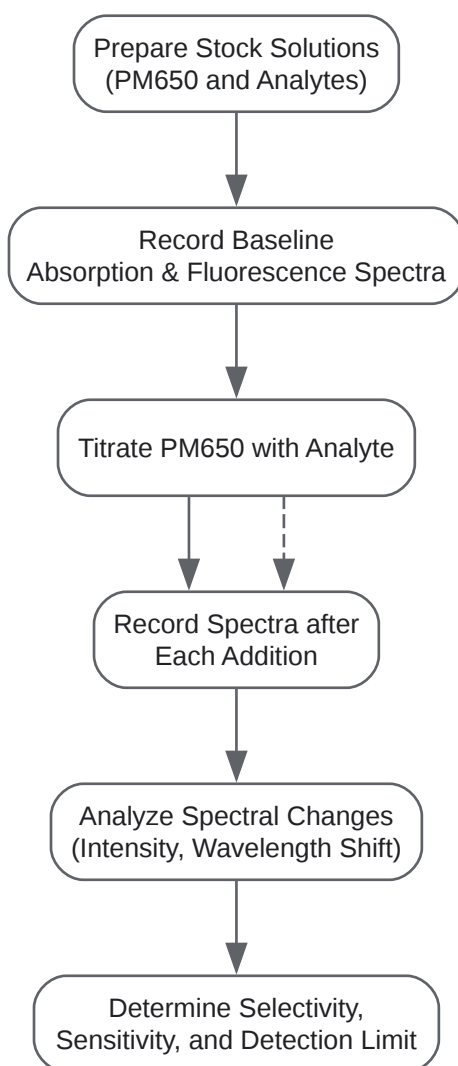 Prepare Stock Solutions
(PM650 and Analytes)
Record Baseline
Absorption & Fluorescence Spectra
Titrate PM650 with Analyte
Record Spectra after
Each Addition
Analyze Spectral Changes
(Intensity, Wavelength Shift)
Determine Selectivity,
Sensitivity, and Detection Limit